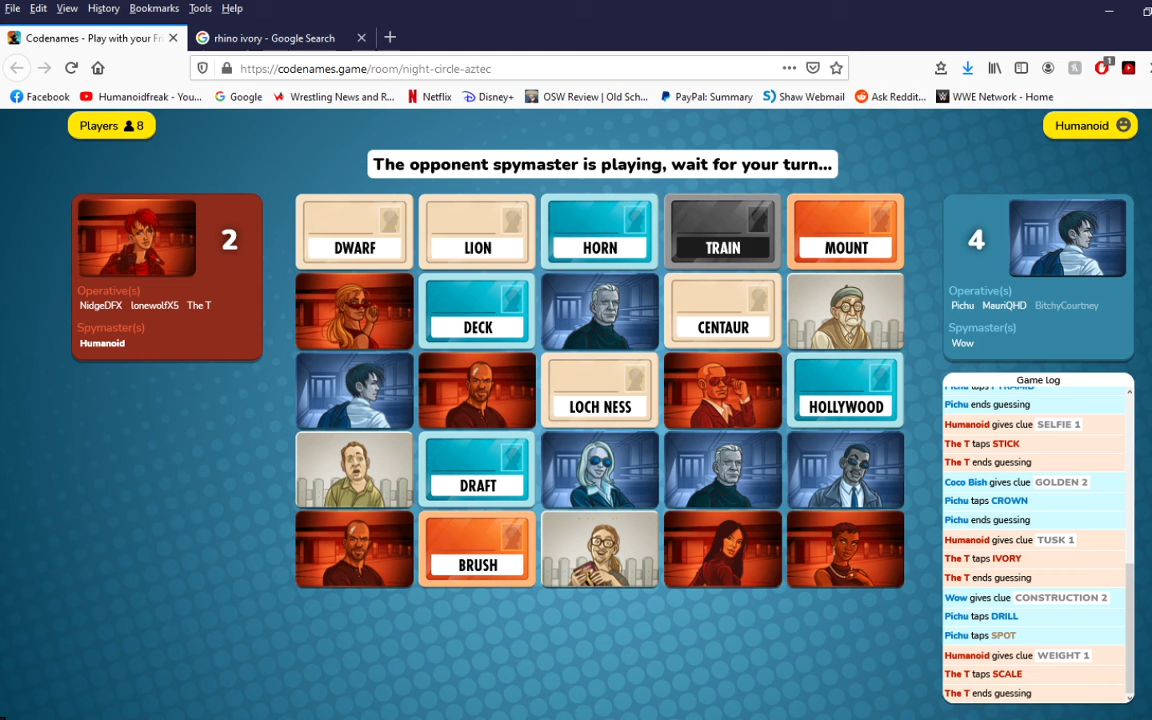 File Edit View History Bookmarks Tools Help
Codenames - Play with your Fri
rhino ivory - Google Search
https://codenames.game/room/night-circle-aztec
1
Facebook Humanoidfreak - You... Google Wrestling News and R... Netflix Disney+ OSW Review | Old Sch... PayPal: Summary Shaw Webmail Ask Reddit... WWE Network - Home
Players 8
Humanoid
The opponent spymaster is playing, wait for your turn...
2
Operative(s)
NidgeDFX lonewolfX5 The T
Spymaster(s)
Humanoid
DWARF LION HORN TRAIN MOUNT
DECK CENTAUR
LOCH NESS HOLLYWOOD
DRAFT
BRUSH
4
Operative(s)
Pichu MauriQHD BitchyCourtney
Spymaster(s)
Wow
Game log
Pichu taps PYRAMID
Pichu ends guessing
Humanoid gives clue SELFIE 1
The T taps STICK
The T ends guessing
Coco Bish gives clue GOLDEN 2
Pichu taps CROWN
Pichu ends guessing
Humanoid gives clue TUSK 1
The T taps IVORY
The T ends guessing
Wow gives clue CONSTRUCTION 2
Pichu taps DRILL
Pichu taps SPOT
Humanoid gives clue WEIGHT 1
The T taps SCALE
The T ends guessing